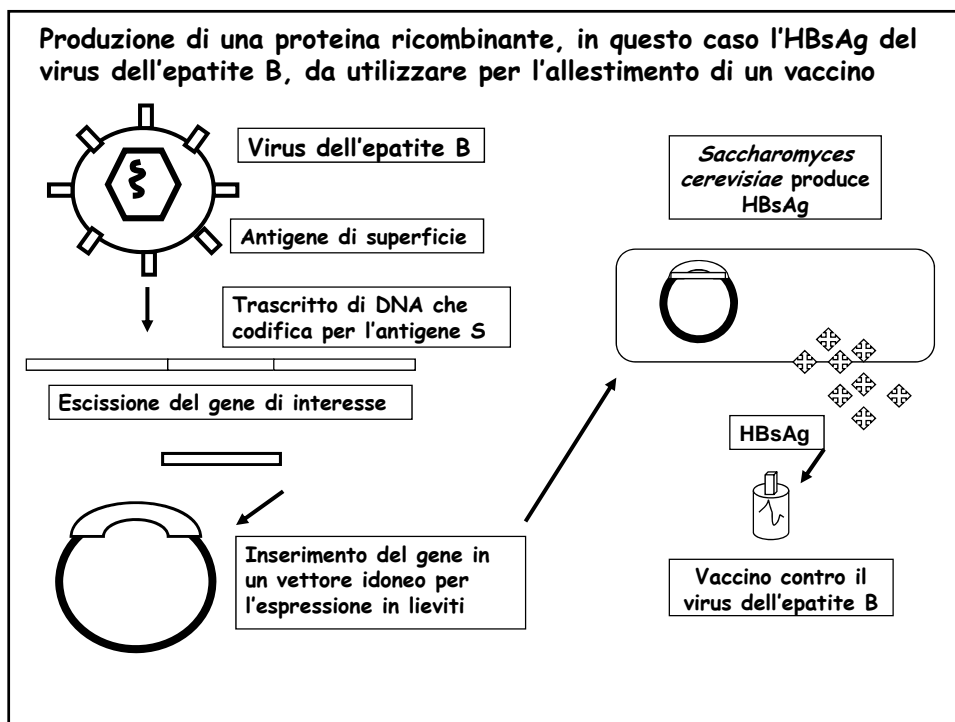 Produzione di una proteina ricombinante, in questo caso l'HBsAg del
virus dell'epatite B, da utilizzare per l'allestimento di un vaccino
Virus dell'epatite B
Antigene di superficie
Trascritto di DNA che
codifica per l'antigene S
Escissione del gene di interesse
Inserimento del gene in
un vettore idoneo per
l'espressione in lieviti
Saccharomyces
cerevisiae produce
HBsAg
HBsAg
Vaccino contro il
virus dell'epatite B